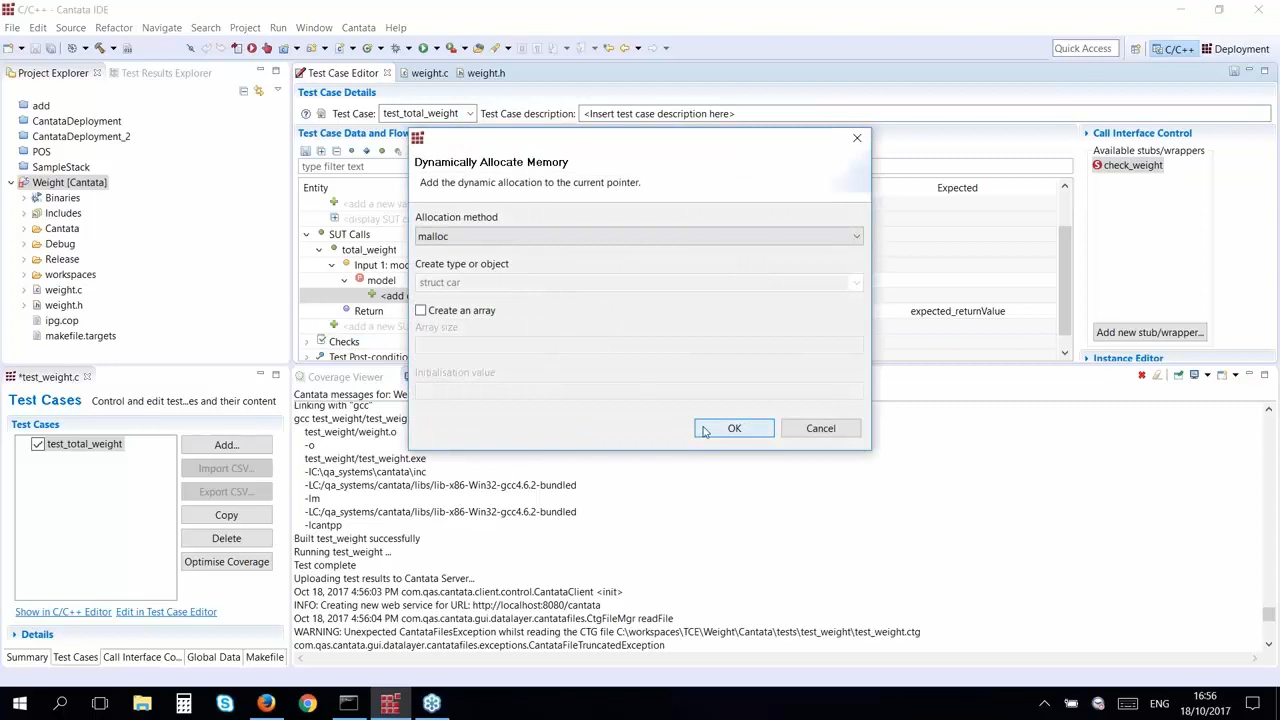 C/C++ - Cantata IDE
File Edit Source Refactor Navigate Search Project Run Window Cantata Help
Quick Access
C/C++
Deployment
Project Explorer
Test Results Explorer
add
CantataDeployment
CantataDeployment_2
POS
SampleStack
Weight [Cantata]
Binaries
Includes
Cantata
Debug
Release
workspaces
weight.c
weight.h
ipg.cop
makefile.targets
Test Case Editor
weight.c
weight.h
Test Case Details
Test Case: test_total_weight Test case description: <Insert test case description here>
Test Case Data and Flow
type filter text
Entity
Expected
<add a new va
<display SUT c
SUT Calls
total_weight
Input 1: mod
model
<add
Return
expected_returnValue
<add a new SU
Checks
Test Post-condition
Dynamically Allocate Memory
Add the dynamic allocation to the current pointer.
Allocation method
malloc
Create type or object
struct car
Create an array
Array size
Initialisation value
OK
Cancel
Call Interface Control
Available stubs/wrappers
check_weight
Add new stub/wrapper...
Instance Editor
*test_weight.c
Test Cases Control and edit test...es and their content
Test Cases
test_total_weight
Add...
Import CSV...
Export CSV...
Copy
Delete
Optimise Coverage
Show in C/C++ Editor Edit in Test Case Editor
Details
Summary Test Cases Call Interface Co... Global Data Makefile
Coverage Viewer
Cantata messages for: We
Linking with "gcc"
gcc test_weight/test_weig
test_weight/weight.o
-o
test_weight/test_weight.exe
-IC:\qa_systems\cantata\inc
-LC:/qa_systems/cantata/libs/lib-x86-Win32-gcc4.6.2-bundled
-lm
-LC:/qa_systems/cantata/libs/lib-x86-Win32-gcc4.6.2-bundled
-lcantpp
Built test_weight successfully
Running test_weight ...
Test complete
Uploading test results to Cantata Server...
Oct 18, 2017 4:56:03 PM com.qas.cantata.client.control.CantataClient <init>
INFO: Creating new web service for URL: http://localhost:8080/cantata
Oct 18, 2017 4:56:04 PM com.qas.cantata.gui.datalayer.cantatafiles.CtgFileMgr readFile
WARNING: Unexpected CantataFilesException whilst reading the CTG file C:\workspaces\TCE\Weight\Cantata\tests\test_weight\test_weight.ctg
com.qas.cantata.gui.datalayer.cantatafiles.exceptions.CantataFileTruncatedException
ENG
16:56
18/10/2017